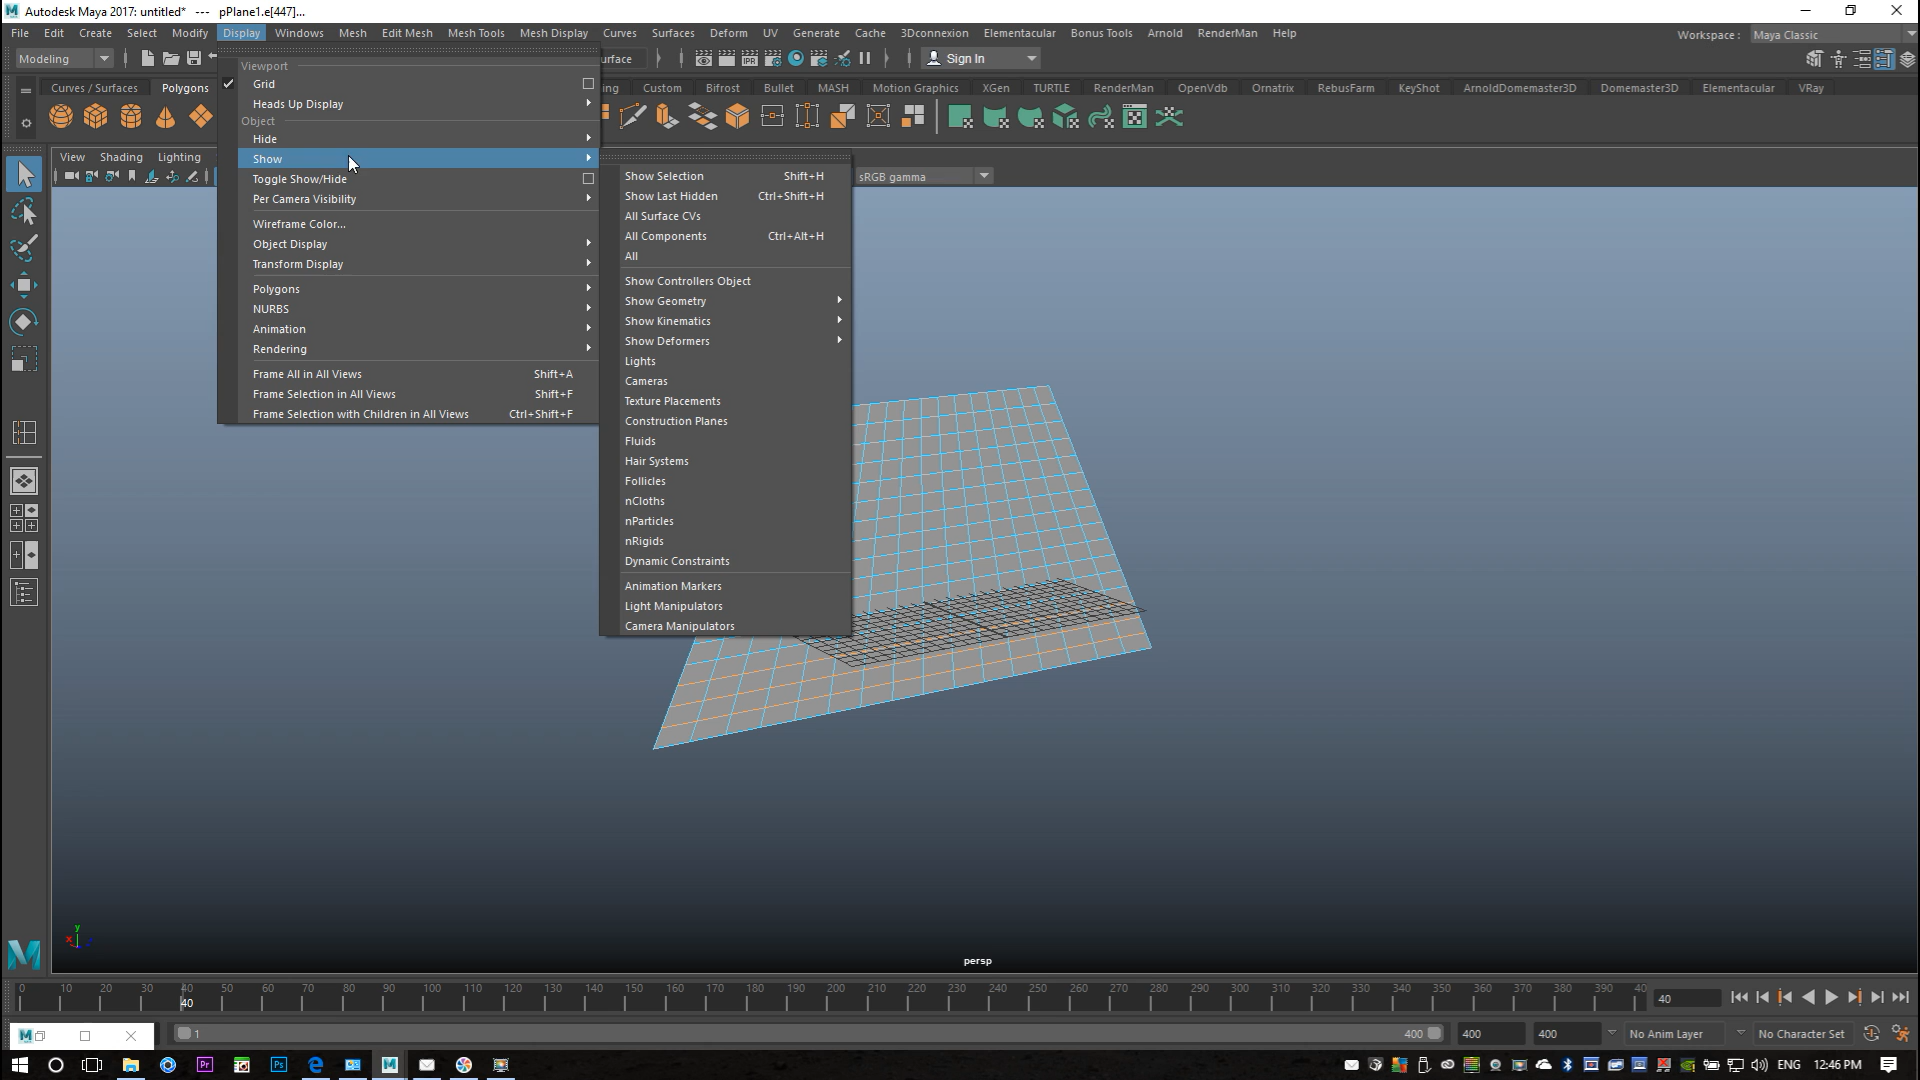 Autodesk Maya 2017: untitled* --- pPlane1.e[447]...
File Edit Create Select Modify Display Windows Mesh Edit Mesh Mesh Tools Mesh Display Curves Surfaces Deform UV Generate Cache 3Dconnexion Elementacular Bonus Tools Arnold RenderMan Help Workspace : Maya Classic
Modeling urface IPR Sign In
Curves / Surfaces Polygons ng Custom Bifrost Bullet MASH Motion Graphics XGen TURTLE RenderMan OpenVdb Ornatrix RebusFarm KeyShot ArnoldDomemaster3D Domemaster3D Elementacular VRay
View Shading Lighting
sRGB gamma
Viewport
Grid
Heads Up Display
Object
Hide
Show
Toggle Show/Hide
Per Camera Visibility
Wireframe Color...
Object Display
Transform Display
Polygons
NURBS
Animation
Rendering
Frame All in All Views Shift+A
Frame Selection in All Views Shift+F
Frame Selection with Children in All Views Ctrl+Shift+F
Show Selection Shift+H
Show Last Hidden Ctrl+Shift+H
All Surface CVs
All Components Ctrl+Alt+H
All
Show Controllers Object
Show Geometry
Show Kinematics
Show Deformers
Lights
Cameras
Texture Placements
Construction Planes
Fluids
Hair Systems
Follicles
nCloths
nParticles
nRigids
Dynamic Constraints
Animation Markers
Light Manipulators
Camera Manipulators
y
x
persp
0 10 20 30 40 50 60 70 80 90 100 110 120 130 140 150 160 170 180 190 200 210 220 230 240 250 260 270 280 290 300 310 320 330 340 350 360 370 380 390 40
40
40
1 400 400 400 No Anim Layer No Character Set
Pr Ps ENG 12:46 PM